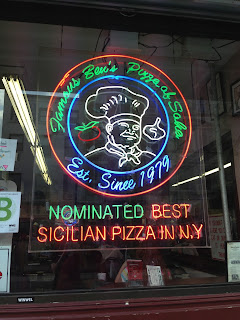 Famous Ben's Pizza of Soho
Est. Since 1979
NOMINATED BEST
SICILIAN PIZZA IN N.Y